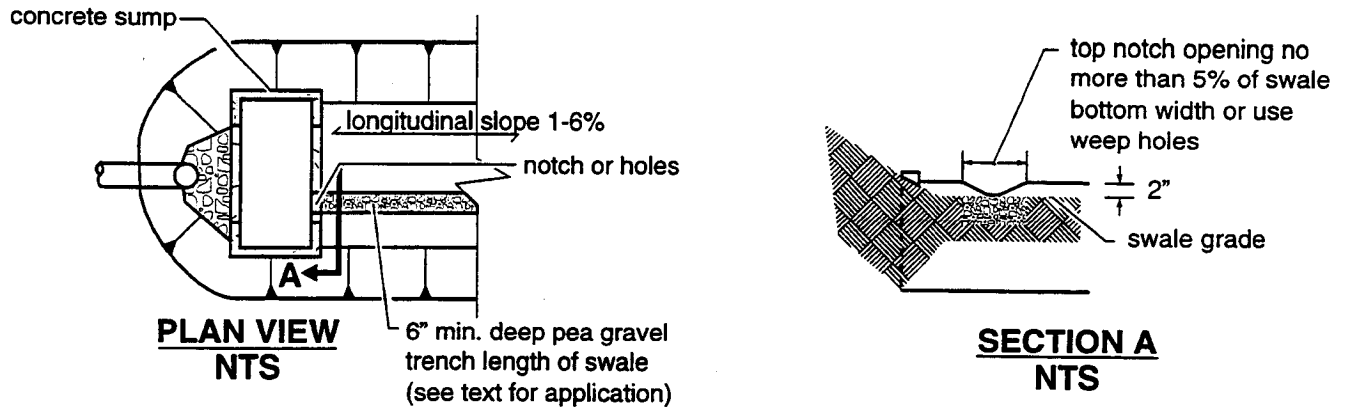 concrete sump
longitudinal slope 1-6%
notch or holes
A
6" min. deep pea gravel
trench length of swale
(see text for application)
PLAN VIEW
NTS
top notch opening no
more than 5% of swale
bottom width or use
weep holes
2"
swale grade
SECTION A
NTS